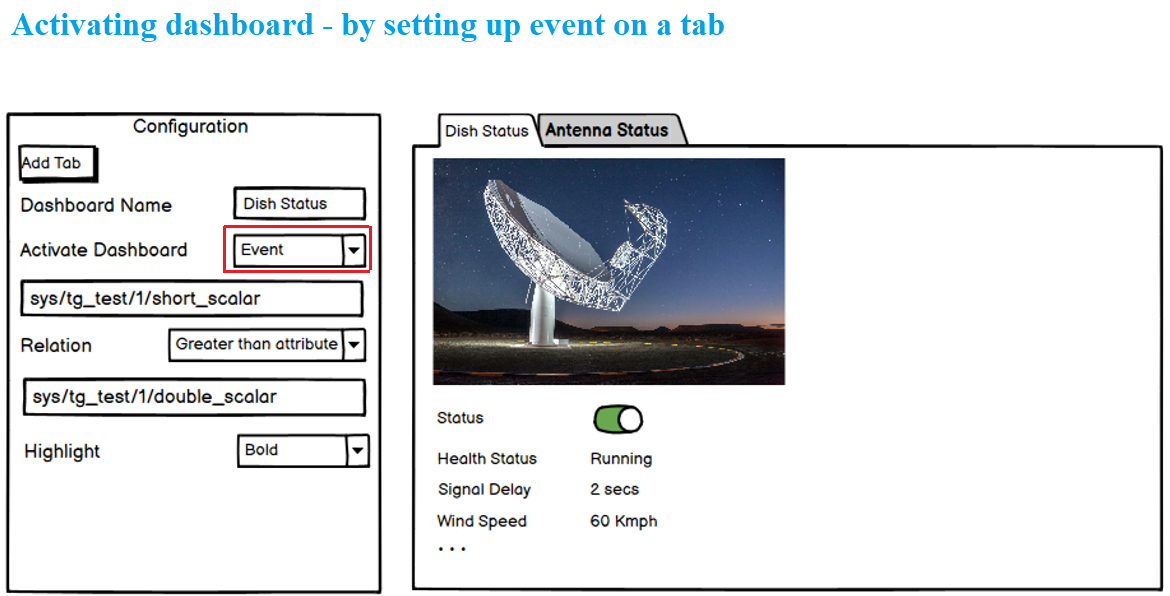 Activating dashboard - by setting up event on a tab
Configuration
Add Tab
Dashboard Name Dish Status
Activate Dashboard Event
sys/tg_test/1/short_scalar
Relation Greater than attribute
sys/tg_test/1/double_scalar
Highlight Bold
Dish Status Antenna Status
Status
Health Status Running
Signal Delay 2 secs
Wind Speed 60 Kmph
...